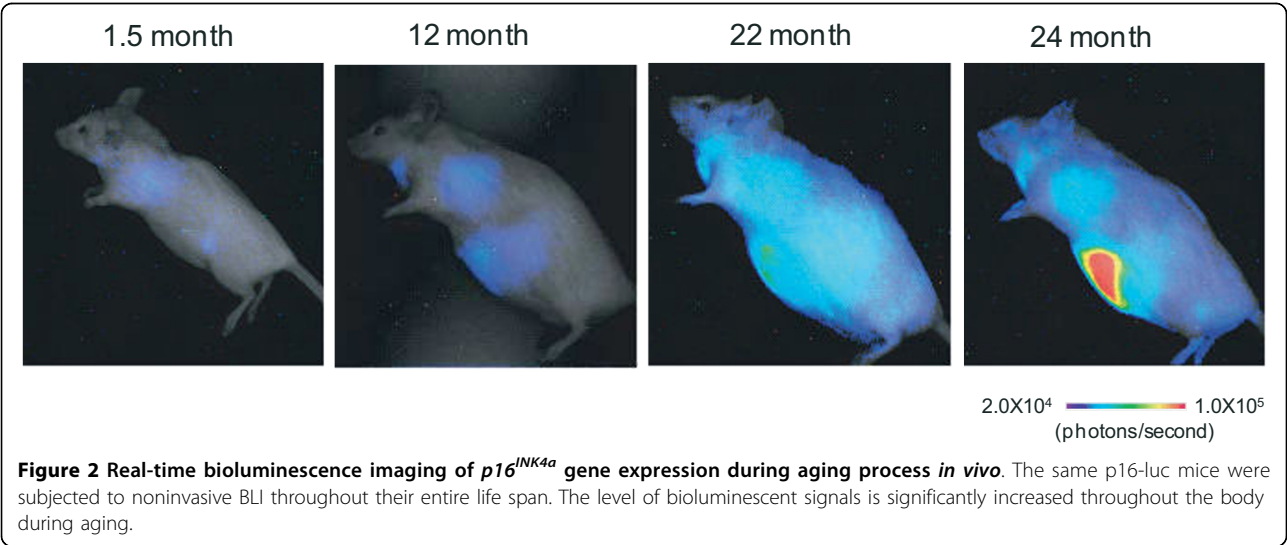 1.5 month 12 month 22 month 24 month
2.0X10⁴ 1.0X10⁵
(photons/second)
Figure 2 Real-time bioluminescence imaging of p16^INK4a gene expression during aging process in vivo. The same p16-luc mice were
subjected to noninvasive BLI throughout their entire life span. The level of bioluminescent signals is significantly increased throughout the body
during aging.